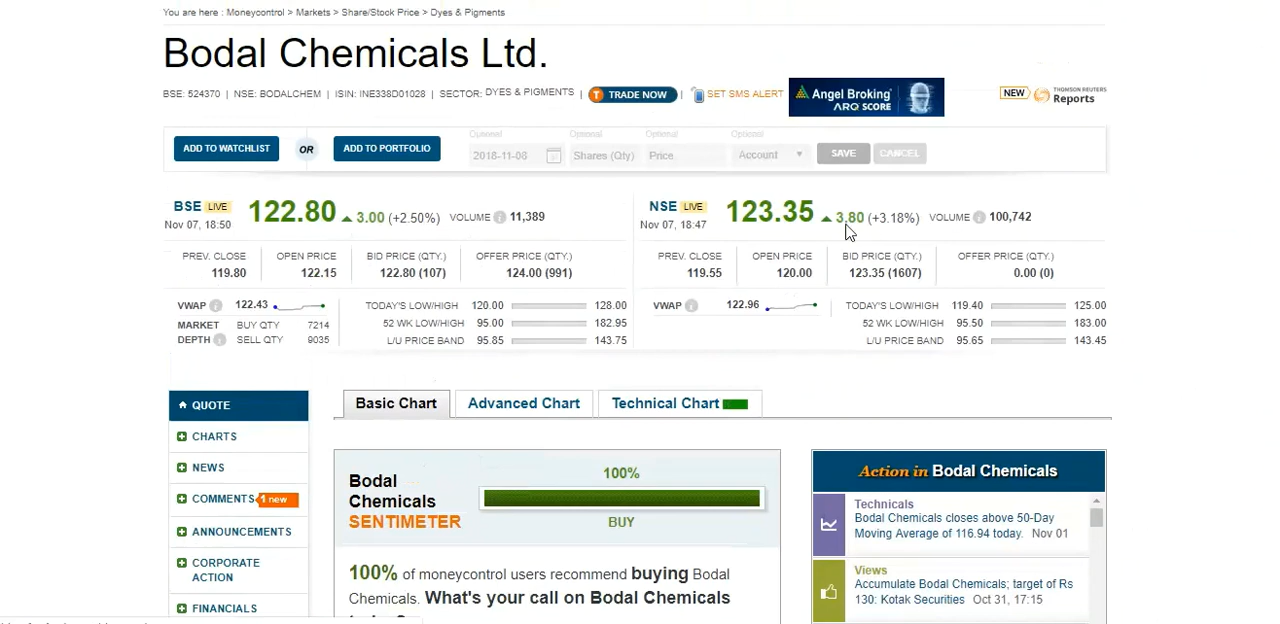 You are here : Moneycontrol > Markets > Share/Stock Price > Dyes & Pigments
Bodal Chemicals Ltd.
BSE: 524370 | NSE: BODALCHEM | ISIN: INE338D01028 | SECTOR: DYES & PIGMENTS | T TRADE NOW | SET SMS ALERT
Angel Broking
ARQ SCORE
NEW
THOMSON REUTERS
Reports
ADD TO WATCHLIST OR ADD TO PORTFOLIO
Optional Optional Optional Optional
2018-11-08 Shares (Qty) Price Account SAVE CANCEL
BSE LIVE 122.80 3.00 (+2.50%) VOLUME 11,389
Nov 07, 18:50
PREV. CLOSE OPEN PRICE BID PRICE (QTY.) OFFER PRICE (QTY.)
119.80 122.15 122.80 (107) 124.00 (991)
VWAP 122.43 TODAY'S LOW/HIGH 120.00 128.00
MARKET DEPTH BUY QTY 7214 52 WK LOW/HIGH 95.00 182.95
SELL QTY 9035 L/U PRICE BAND 95.85 143.75
NSE LIVE 123.35 3.80 (+3.18%) VOLUME 100,742
Nov 07, 18:47
PREV. CLOSE OPEN PRICE BID PRICE (QTY.) OFFER PRICE (QTY.)
119.55 120.00 123.35 (1607) 0.00 (0)
VWAP 122.96 TODAY'S LOW/HIGH 119.40 125.00
52 WK LOW/HIGH 95.50 183.00
L/U PRICE BAND 95.65 143.45
QUOTE
CHARTS
NEWS
COMMENTS 1 new
ANNOUNCEMENTS
CORPORATE
ACTION
FINANCIALS
Basic Chart Advanced Chart Technical Chart
Bodal
Chemicals
SENTIMETER
100%
BUY
100% of moneycontrol users recommend buying Bodal
Chemicals. What's your call on Bodal Chemicals
Action in Bodal Chemicals
Technicals
Bodal Chemicals closes above 50-Day
Moving Average of 116.94 today. Nov 01
Views
Accumulate Bodal Chemicals; target of Rs
130: Kotak Securities Oct 31, 17:15